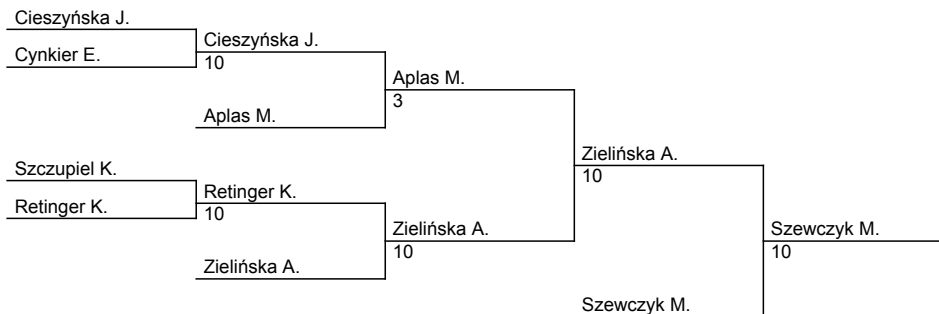 Cieszyńska J.
Cynkier E.
Cieszyńska J.
10
Aplas M.
Aplas M.
3
Szczupiel K.
Retinger K.
Retinger K.
10
Zielińska A.
Zielińska A.
10
Zielińska A.
10
Szewczyk M.
Szewczyk M.
10